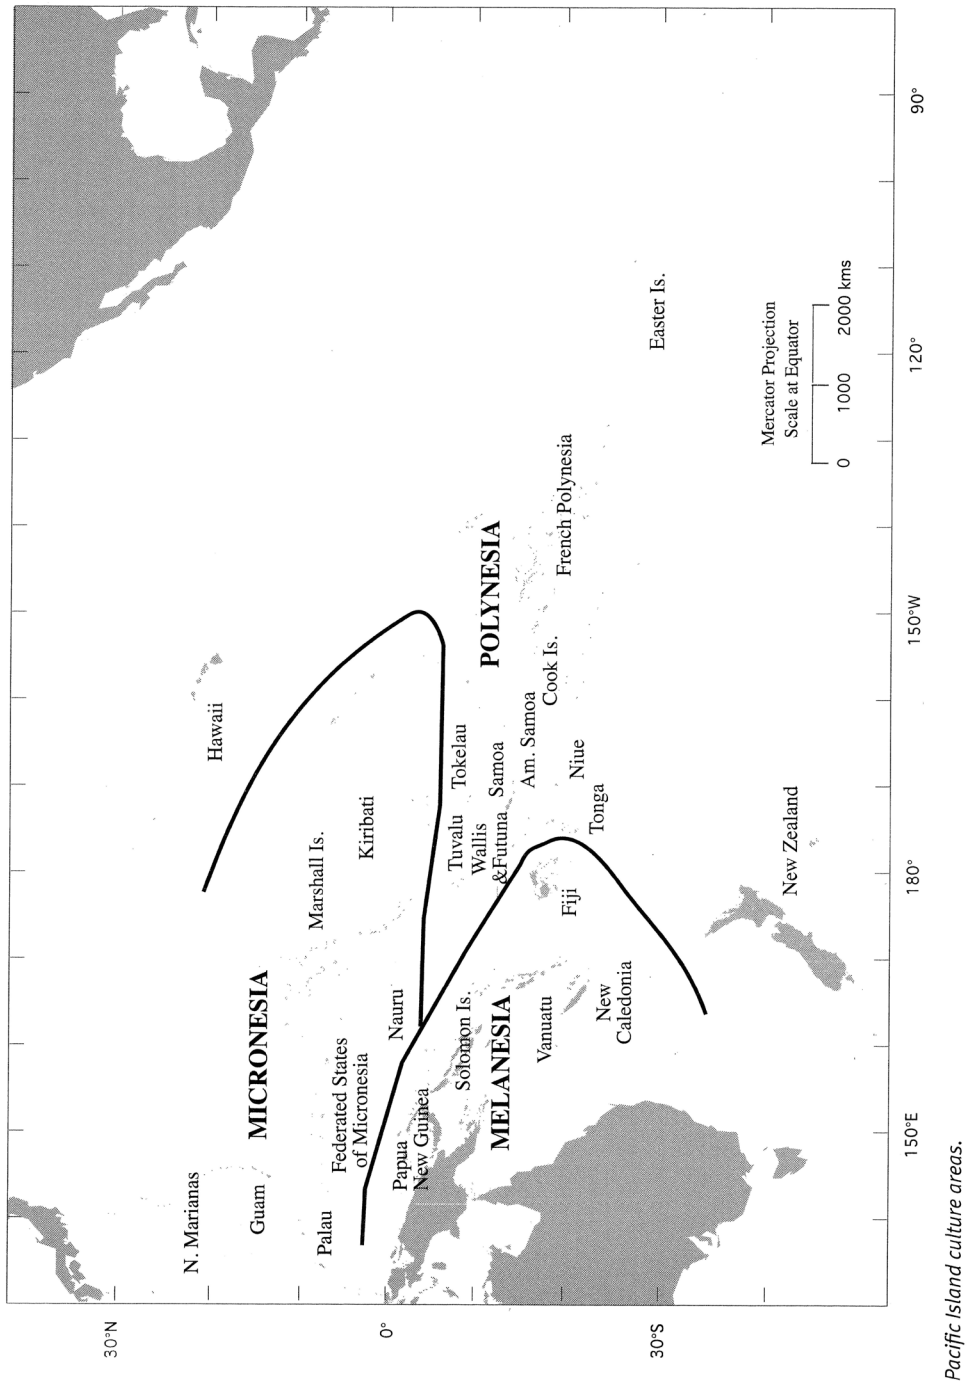 N. Marianas
Guam
Palau
MICRONESIA
Federated States
of Micronesia
Marshall Is.
Hawaii
Kiribati
Nauru
Papua
New Guinea
Solomon Is.
MELANESIA
Vanuatu
New
Caledonia
Fiji
Tuvalu
Tokelau
Wallis
&Futuna
Samoa
Am. Samoa
POLYNESIA
Cook Is.
Niue
Tonga
French Polynesia
Easter Is.
New Zealand
Mercator Projection
Scale at Equator
0 1000 2000 kms
30°N
0°
30°S
150°E
180°
150°W
120°
90°
Pacific Island culture areas.